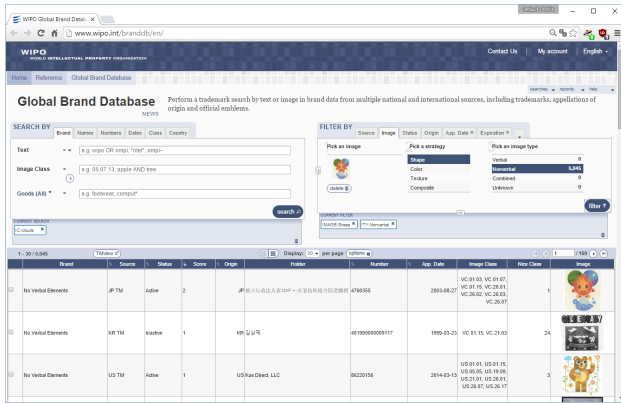 WIPO Global Brand Datab
www.wipo.int/branddb/en/
WIPO
WORLD INTELLECTUAL PROPERTY ORGANIZATION
Contact Us | My account | English
Home Reference Global Brand Database
searches records help
Global Brand Database
NEWS
Perform a trademark search by text or image in brand data from multiple national and international sources, including trademarks, appellations of
origin and official emblems.
SEARCH BY Brand Names Numbers Dates Class Country
Text = e.g. wipo OR ompi, "ntel", ompi~
Image Class = e.g. 05.07.13, apple AND tree
Goods (All) = e.g. footwear, comput*
search
FILTER BY Source Image Status Origin App. Date Expiration
Pick an image
delete
Pick a strategy
Shape
Color
Texture
Composite
Pick an image type
Verbal 0
Nonverbal 5,045
Combined 0
Unknown 0
filter
CURRENT SEARCH
IC:clouds
CURRENT FILTER
IMAGE:Shape TY:Nonverbal
1 - 30 / 5,045 TMview Display: 30 per page options 1 / 169
Brand Source Status Score Origin Holder Number App. Date Image Class Nice Class Image
No Verbal Elements JP TM Active 2 JP 4760355 2003-08-27 VC.01.03, VC.01.07, VC.01.15, VC.26.01, VC.26.02, VC.26.03, VC.26.07 1
No Verbal Elements KR TM Inactive 1 KR 401999000009117 1999-03-23 VC.01.15, VC.21.03 24
No Verbal Elements US TM Active 1 US Kas Direct, LLC 86220156 2014-03-13 US.01.01, US.01.15, US.05.05, US.19.09, US.21.01, US.26.01, US.26.07, US.26.17 3